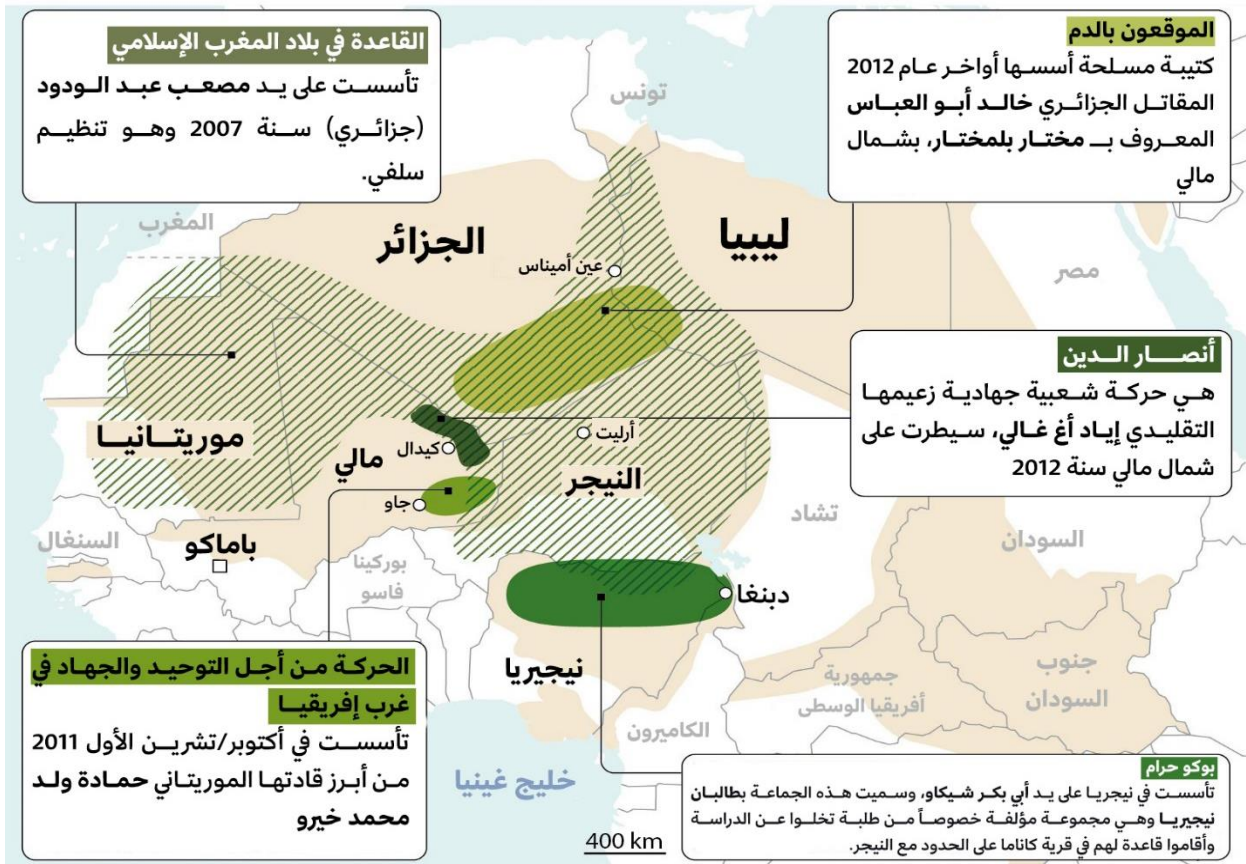 القاعدة في بلاد المغرب الإسلامي
تأسست على يد مصعب عبد الودود
(جزائري) سنة 2007 وهو تنظيم
سلفي.
الموقعون بالدم
كتيبة مسلحة أسسها أواخر عام 2012
المقاتل الجزائري خالد أبو العباس
المعروف بـ مختار بلمختار، بشمال
مالي
تونس
المغرب
الجزائر
ليبيا
مصر
عين أميناس
أنصار الدين
هي حركة شعبية جهادية زعيمها
التقليدي إياد أغ غالي، سيطرت على
شمال مالي سنة 2012
موريتانيا
مالي
كيدال
أرليت
النيجر
جاو
تشاد
السودان
السنغال
باماكو
بوركينا
فاسو
دبنغا
نيجيريا
جمهورية
أفريقيا الوسطى
جنوب
السودان
الكاميرون
خليج غينيا
الحركة من أجل التوحيد والجهاد في
غرب إفريقيا
تأسست في أكتوبر/تشرين الأول 2011
من أبرز قادتها الموريتاني حمادة ولد
محمد خيرو
400 km
بوكو حرام
تأسست في نيجريا على يد أبي بكر شيكاو، وسميت هذه الجماعة بطالبان
نيجيريا وهي مجموعة مؤلفة خصوصاً من طلبة تخلوا عن الدراسة
وأقاموا قاعدة لهم في قرية كاناما على الحدود مع النيجر.